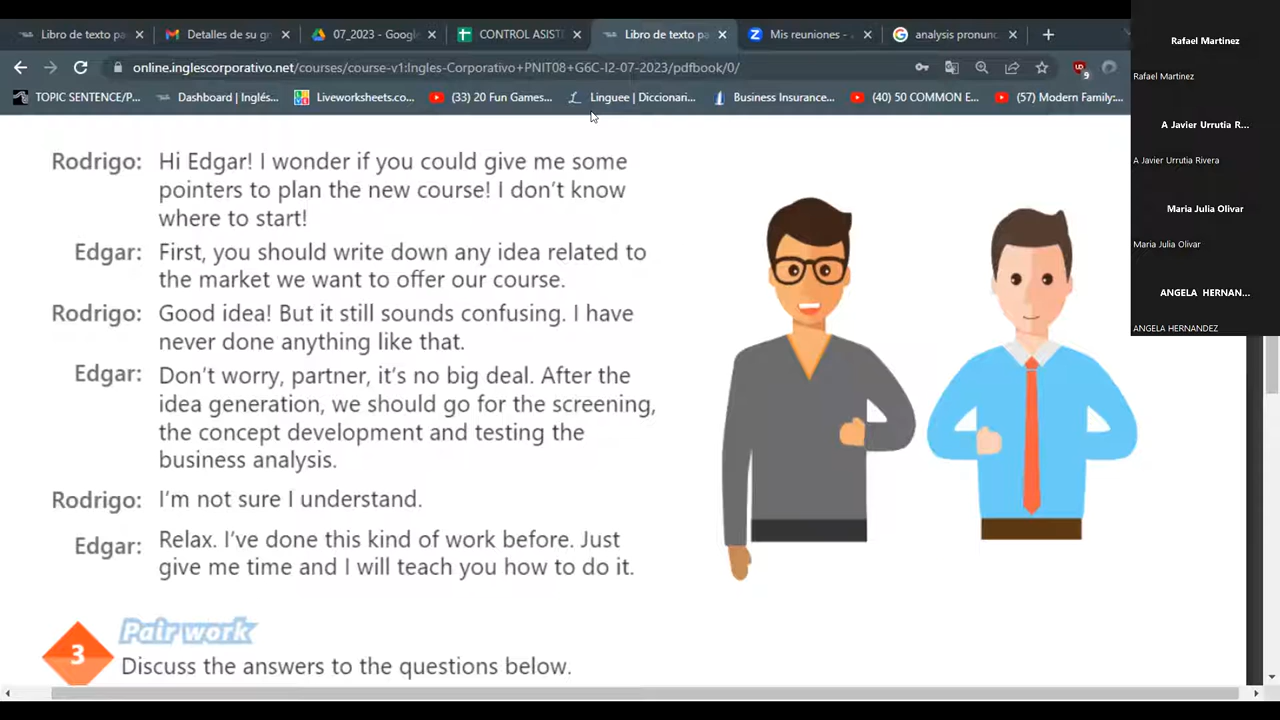 Libro de texto pa
Detalles de su gr
07_2023 - Google
CONTROL ASIST
Libro de texto pa
Mis reuniones -
analysis pronunc
online.inglescorporativo.net/courses/course-v1:Ingles-Corporativo+PNIT08+G6C-I2-07-2023/pdfbook/0/
9
TOPIC SENTENCE/P...
Dashboard | Inglés...
Liveworksheets.co...
(33) 20 Fun Games...
Linguee | Diccionari...
Business Insurance...
(40) 50 COMMON E...
(57) Modern Family:...
Rafael Martinez
Rafael Martinez
A Javier Urrutia R...
A Javier Urrutia Rivera
Maria Julia Olivar
Maria Julia Olivar
ANGELA HERNAN...
ANGELA HERNANDEZ
Rodrigo: Hi Edgar! I wonder if you could give me some
pointers to plan the new course! I don't know
where to start!
Edgar: First, you should write down any idea related to
the market we want to offer our course.
Rodrigo: Good idea! But it still sounds confusing. I have
never done anything like that.
Edgar: Don't worry, partner, it's no big deal. After the
idea generation, we should go for the screening,
the concept development and testing the
business analysis.
Rodrigo: I'm not sure I understand.
Edgar: Relax. I've done this kind of work before. Just
give me time and I will teach you how to do it.
Pair work
3
Discuss the answers to the questions below.